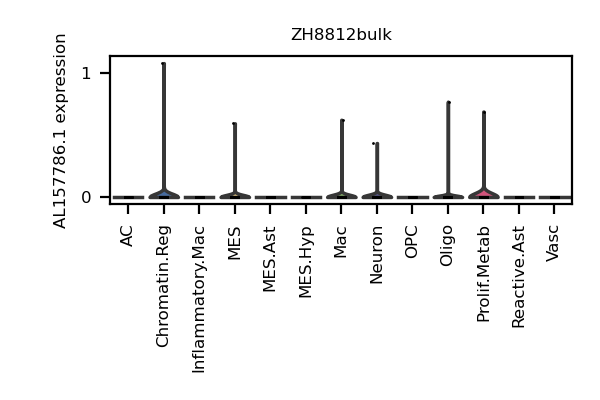 ZH8812bulk
AL157786.1 expression
1
0
AC
Chromatin.Reg
Inflammatory.Mac
MES
MES.Ast
MES.Hyp
Mac
Neuron
OPC
Oligo
Prolif.Metab
Reactive.Ast
Vasc